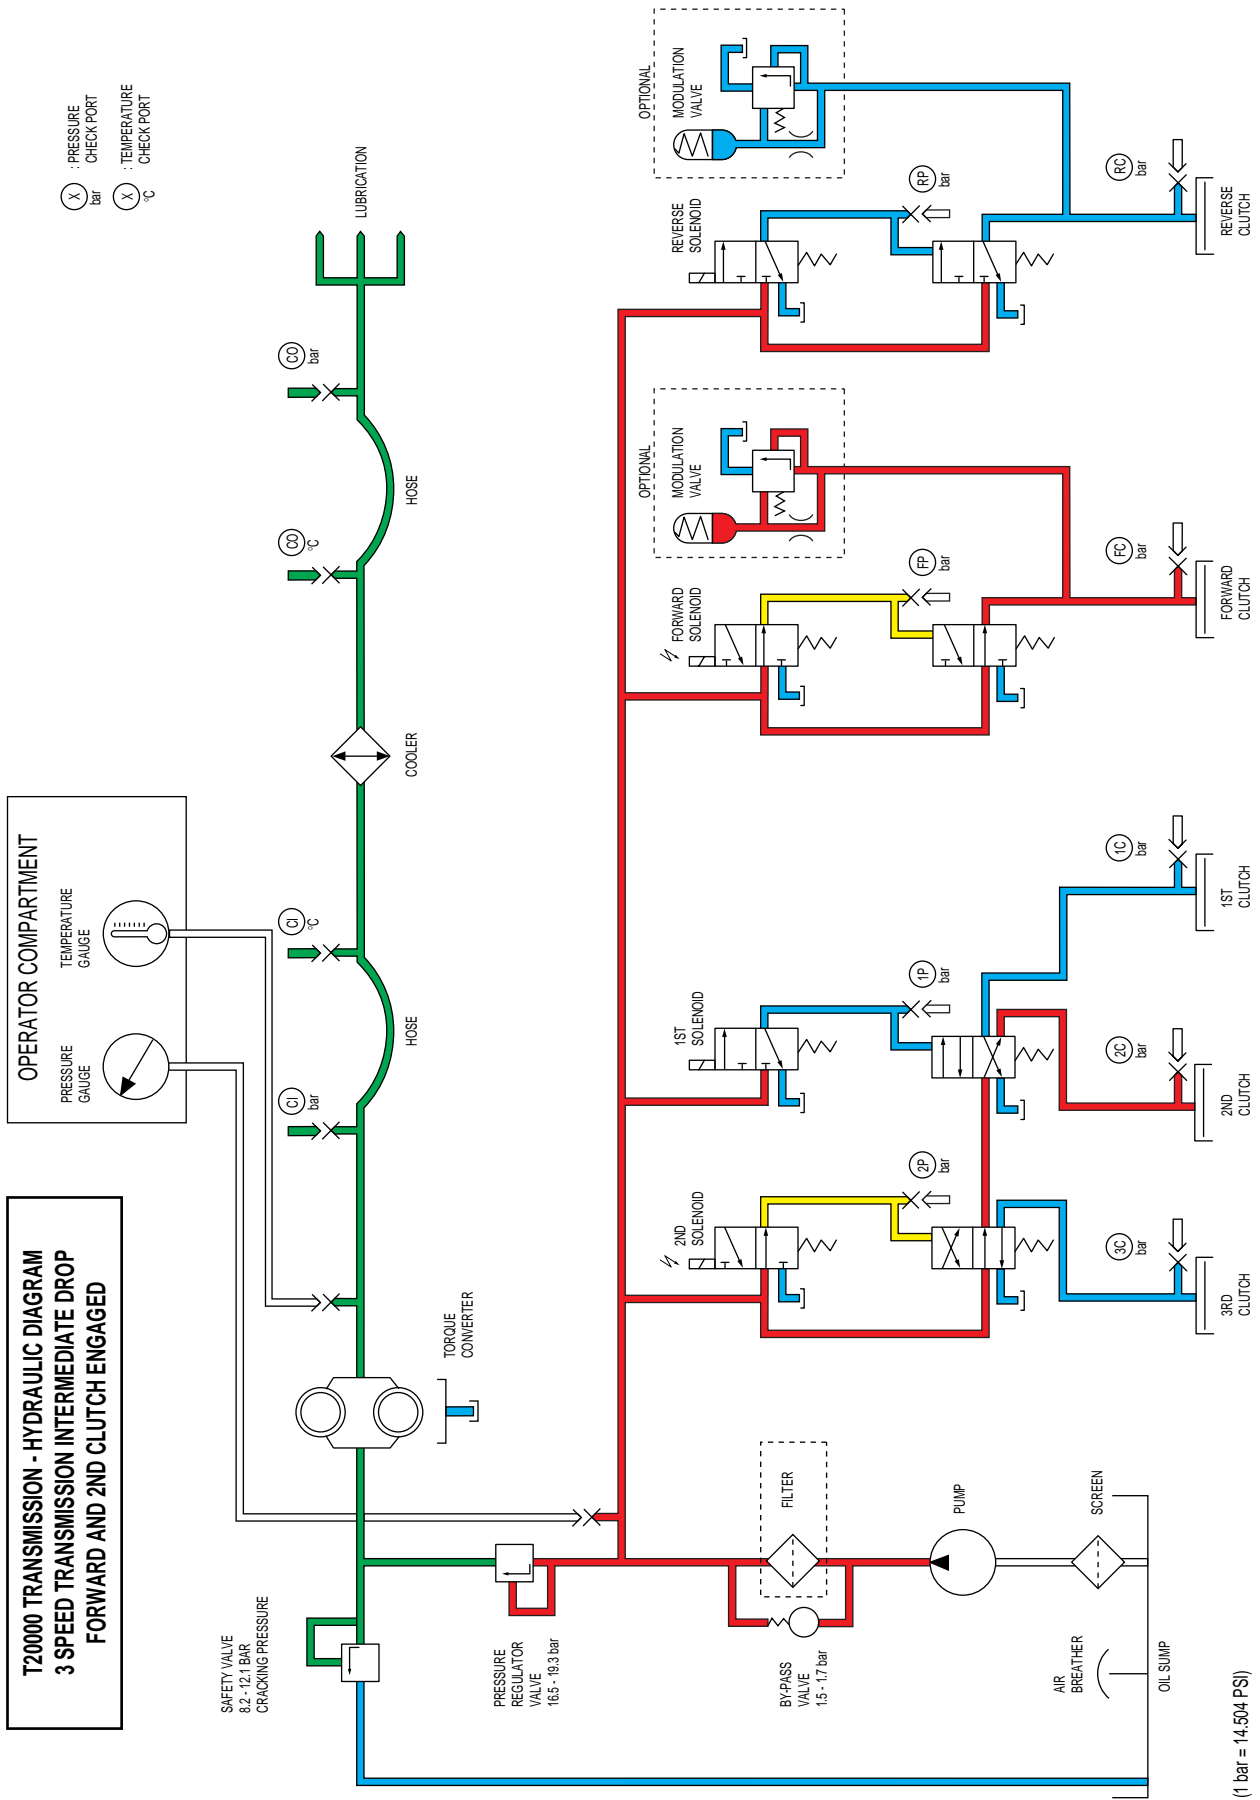 T20000 TRANSMISSION - HYDRAULIC DIAGRAM
3 SPEED TRANSMISSION INTERMEDIATE DROP
FORWARD AND 2ND CLUTCH ENGAGED
OPERATOR COMPARTMENT
PRESSURE
GAUGE
TEMPERATURE
GAUGE
X
bar
: PRESSURE
CHECK PORT
X
°C
: TEMPERATURE
CHECK PORT
SAFETY VALVE
8.2 - 12.1 BAR
CRACKING PRESSURE
TORQUE
CONVERTER
CI
bar
HOSE
CI
°C
COOLER
CO
°C
HOSE
CO
bar
LUBRICATION
PRESSURE
REGULATOR
VALVE
16.5 - 19.3 bar
BY-PASS
VALVE
1.5 - 1.7 bar
FILTER
PUMP
SCREEN
AIR
BREATHER
OIL SUMP
2ND
SOLENOID
1ST
SOLENOID
FORWARD
SOLENOID
OPTIONAL
MODULATION
VALVE
REVERSE
SOLENOID
OPTIONAL
MODULATION
VALVE
2P
bar
1P
bar
FP
bar
RP
bar
3C
bar
2C
bar
1C
bar
FC
bar
RC
bar
3RD
CLUTCH
2ND
CLUTCH
1ST
CLUTCH
FORWARD
CLUTCH
REVERSE
CLUTCH
(1 bar = 14.504 PSI)